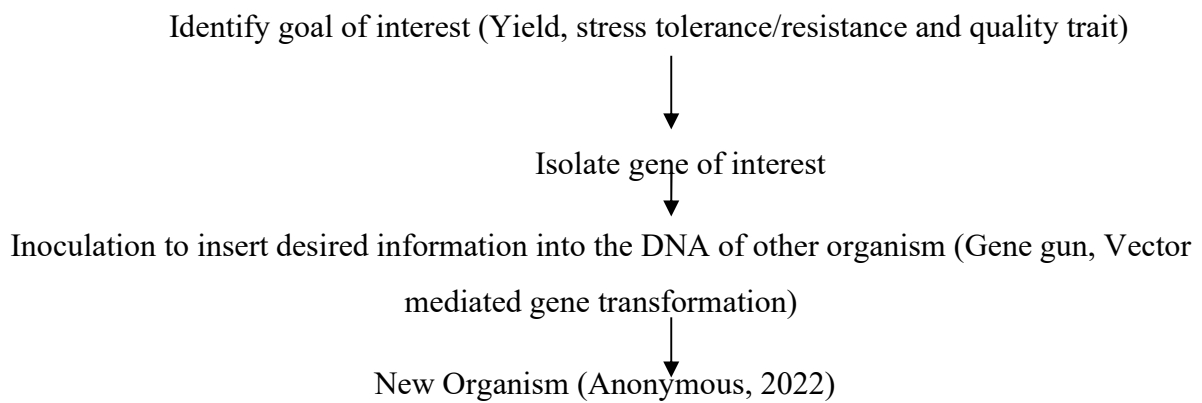 Identify goal of interest (Yield, stress tolerance/resistance and quality trait)
Isolate gene of interest
Inoculation to insert desired information into the DNA of other organism (Gene gun, Vector
mediated gene transformation)
New Organism (Anonymous, 2022)